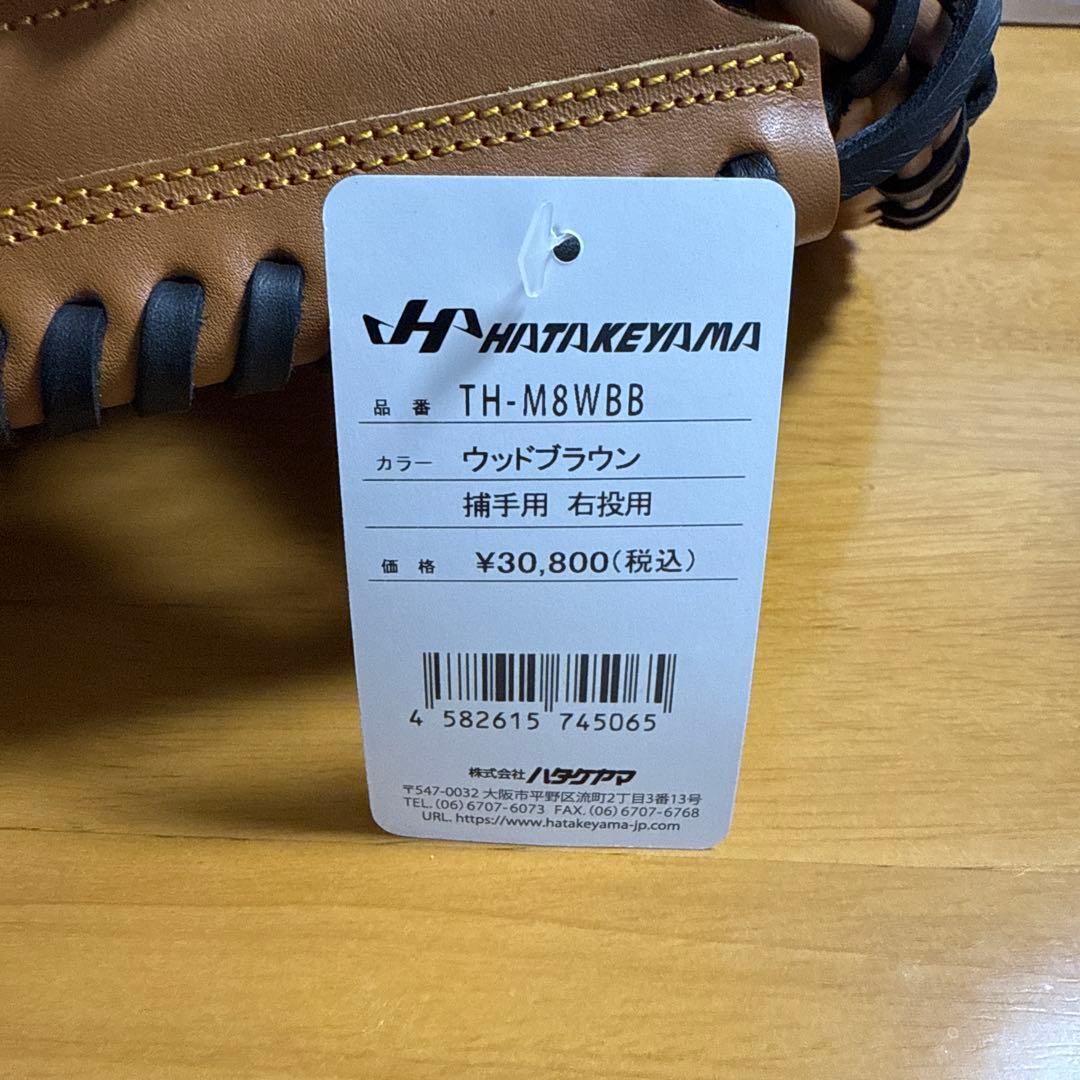 HATAKEYAMA
品番 TH-M8WBB
カラー ウッドブラウン
捕手用 右投用
価格 ¥30,800(税込)
4 582615 745065
株式会社 ハタケヤマ
〒547-0032 大阪市平野区流町2丁目3番13号
TEL.(06)6707-6073 FAX.(06)6707-6768
URL. https://www.hatakeyama-jp.com